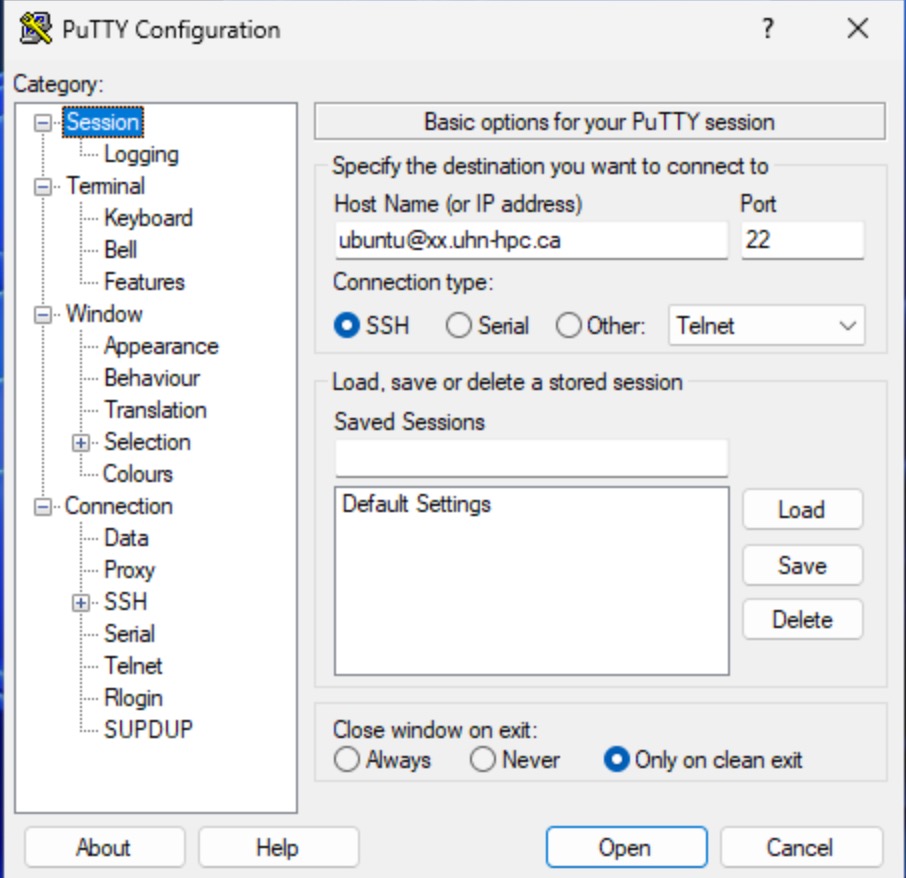 PuTTY Configuration
?
Category:
Session
Logging
Terminal
Keyboard
Bell
Features
Window
Appearance
Behaviour
Translation
Selection
Colours
Connection
Data
Proxy
SSH
Serial
Telnet
Rlogin
SUPDUP
Basic options for your PuTTY session
Specify the destination you want to connect to
Host Name (or IP address) Port
ubuntu@xx.uhn-hpc.ca 22
Connection type:
SSH Serial Other: Telnet
Load, save or delete a stored session
Saved Sessions
Default Settings
Load
Save
Delete
Close window on exit:
Always Never Only on clean exit
About Help Open Cancel